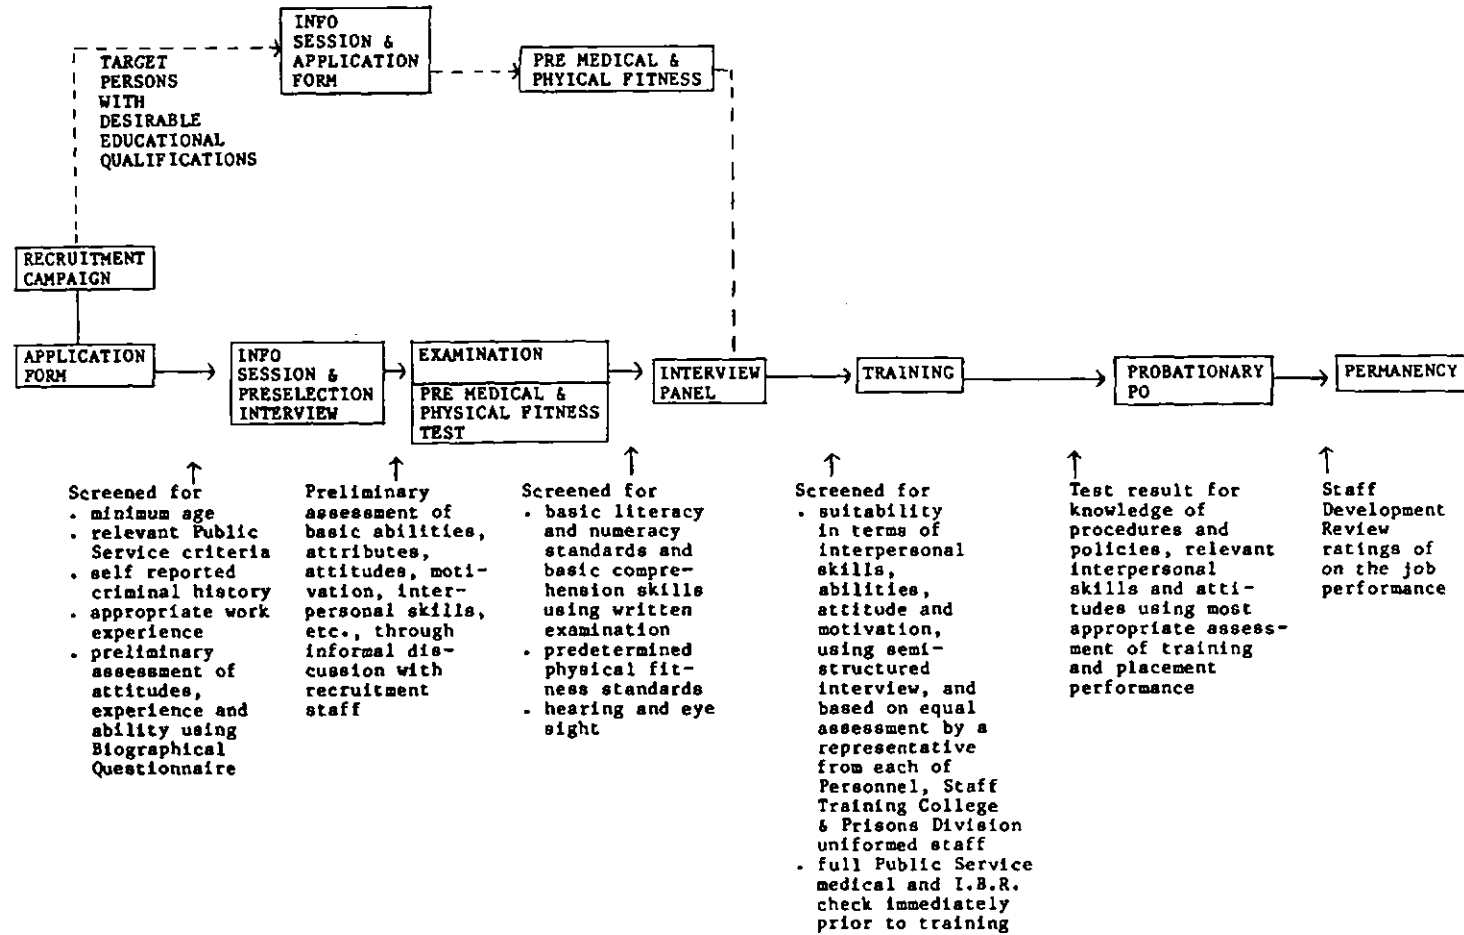 INFO
SESSION &
APPLICATION
FORM
PRE MEDICAL &
PHYICAL FITNESS
TARGET
PERSONS
WITH
DESIRABLE
EDUCATIONAL
QUALIFICATIONS
RECRUITMENT
CAMPAIGN
APPLICATION
FORM
INFO
SESSION &
PRESELECTION
INTERVIEW
EXAMINATION
PRE MEDICAL &
PHYSICAL FITNESS
TEST
INTERVIEW
PANEL
TRAINING
PROBATIONARY
PO
PERMANENCY
Screened for
. minimum age
. relevant Public
Service criteria
. self reported
criminal history
. appropriate work
experience
. preliminary
assessment of
attitudes,
experience and
ability using
Biographical
Questionnaire
Preliminary
assessment of
basic abilities,
attributes,
attitudes, moti-
vation, inter-
personal skills,
etc., through
informal dis-
cussion with
recruitment
staff
Screened for
. basic literacy
and numeracy
standards and
basic compre-
hension skills
using written
examination
. predetermined
physical fit-
ness standards
. hearing and eye
sight
Screened for
. suitability
in terms of
interpersonal
skills,
abilities,
attitude and
motivation,
using semi-
structured
interview, and
based on equal
assessment by a
representative
from each of
Personnel, Staff
Training College
& Prisons Division
uniformed staff
. full Public Service
medical and I.B.R.
check immediately
prior to training
Test result for
knowledge of
procedures and
policies, relevant
interpersonal
skills and atti-
tudes using most
appropriate assess-
ment of training
and placement
performance
Staff
Development
Review
ratings of
on the job
performance